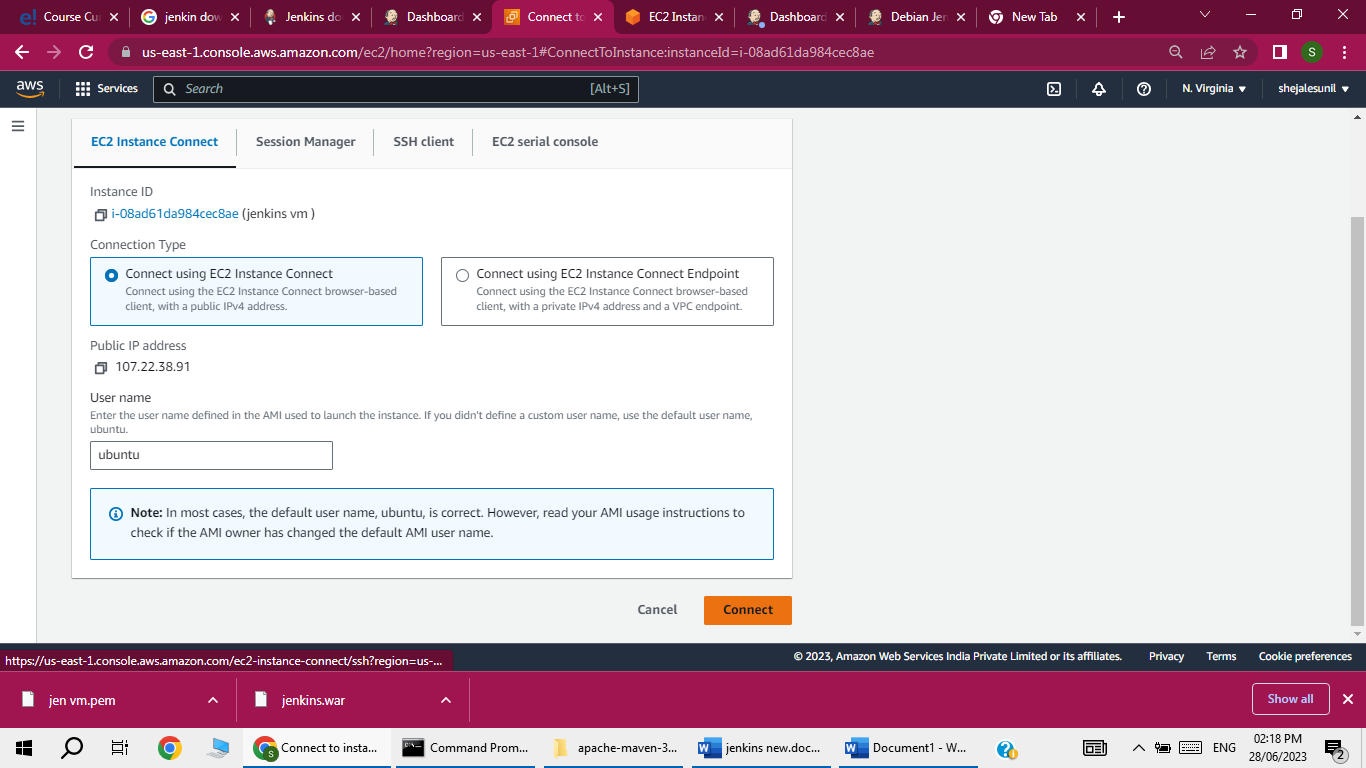 Course Cu
jenkin dow
Jenkins do
Dashboard
Connect to
EC2 Instan
Dashboard
Debian Jen
New Tab
us-east-1.console.aws.amazon.com/ec2/home?region=us-east-1#ConnectToInstance:instanceId=i-08ad61da984cec8ae
S
aws
Services
Search
[Alt+S]
N. Virginia
shejalesunil
EC2 Instance Connect
Session Manager
SSH client
EC2 serial console
Instance ID
i-08ad61da984cec8ae (jenkins vm )
Connection Type
Connect using EC2 Instance Connect
Connect using the EC2 Instance Connect browser-based
client, with a public IPv4 address.
Connect using EC2 Instance Connect Endpoint
Connect using the EC2 Instance Connect browser-based
client, with a private IPv4 address and a VPC endpoint.
Public IP address
107.22.38.91
User name
Enter the user name defined in the AMI used to launch the instance. If you didn't define a custom user name, use the default user name,
ubuntu.
ubuntu
Note: In most cases, the default user name, ubuntu, is correct. However, read your AMI usage instructions to
check if the AMI owner has changed the default AMI user name.
Cancel
Connect
https://us-east-1.console.aws.amazon.com/ec2-instance-connect/ssh?region=us-...
© 2023, Amazon Web Services India Private Limited or its affiliates.
Privacy
Terms
Cookie preferences
jen vm.pem
jenkins.war
Show all
Connect to insta...
Command Prom...
apache-maven-3...
jenkins new.doc...
Document1 - W...
ENG
02:18 PM
28/06/2023
2